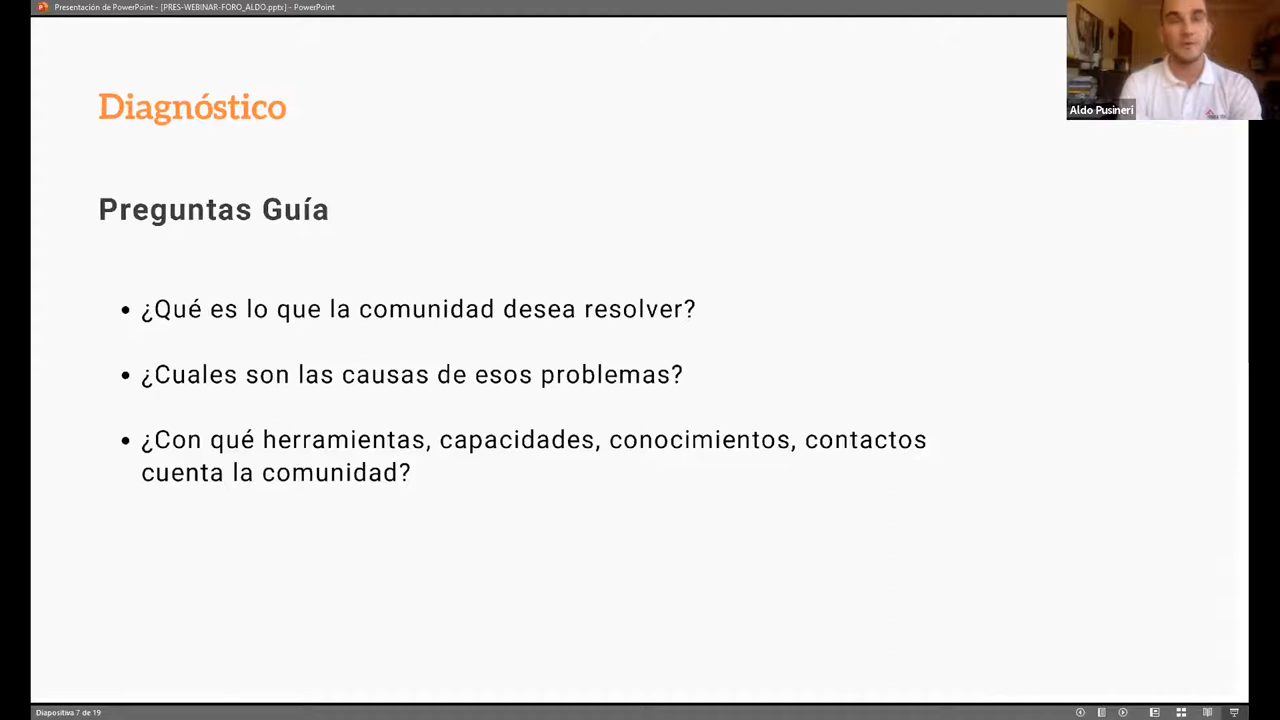 Presentación de PowerPoint - [PRES-WEBINAR-FORO_ALDO.pptx] - PowerPoint
Aldo Pusineri
Diagnóstico
Preguntas Guía
• ¿Qué es lo que la comunidad desea resolver?
• ¿Cuales son las causas de esos problemas?
• ¿Con qué herramientas, capacidades, conocimientos, contactos
cuenta la comunidad?
Diapositiva 7 de 19